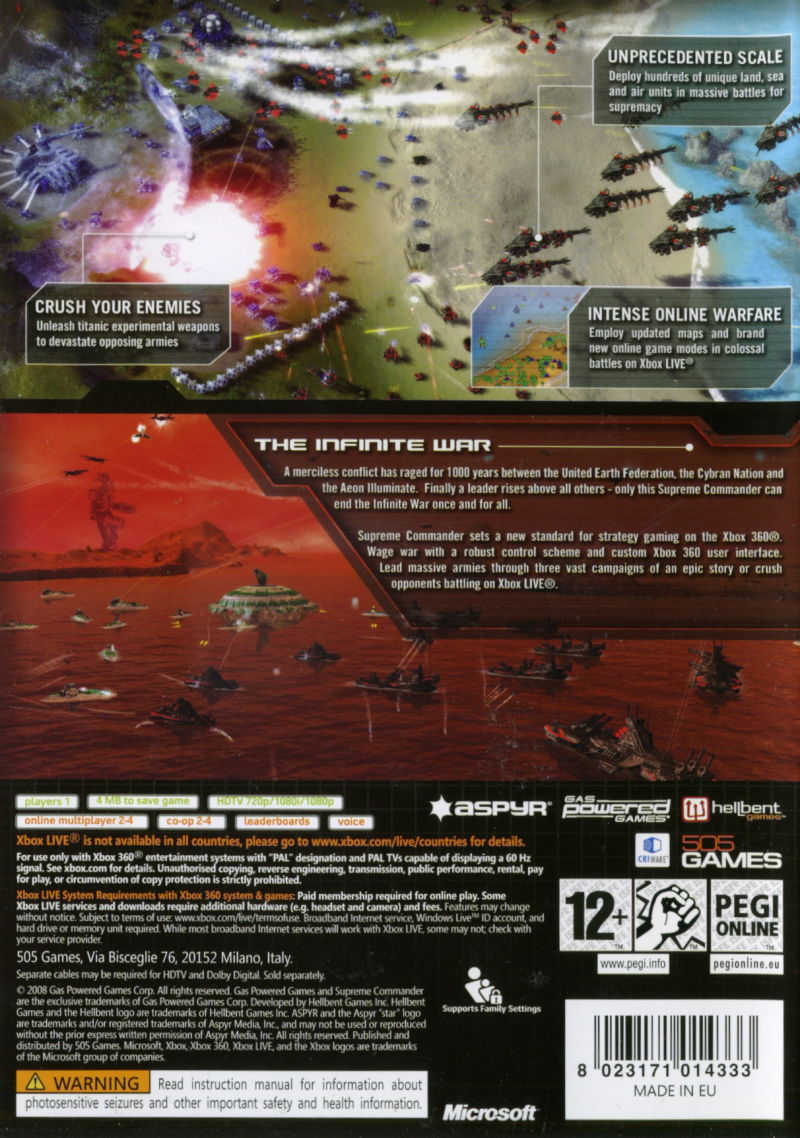 UNPRECEDENTED SCALE
Deploy hundreds of unique land, sea
and air units in massive battles for
supremacy
CRUSH YOUR ENEMIES
Unleash titanic experimental weapons
to devastate opposing armies
INTENSE ONLINE WARFARE
Employ updated maps and brand
new online game modes in colossal
battles on Xbox LIVE®
THE INFINITE WAR
A merciless conflict has raged for 1000 years between the United Earth Federation, the Cybran Nation and
the Aeon Illuminate. Finally a leader rises above all others - only this Supreme Commander can
end the Infinite War once and for all.
Supreme Commander sets a new standard for strategy gaming on the Xbox 360®.
Wage war with a robust control scheme and custom Xbox 360 user interface.
Lead massive armies through three vast campaigns of an epic story or crush
opponents battling on Xbox LIVE®.
players 1
4 MB to save game
HDTV 720p/1080i/1080p
online multiplayer 2-4
co-op 2-4
leaderboards
voice
ASPYR®
GAS POWERED GAMES®
hellbent games™
CRIWARE™
505 GAMES
Xbox LIVE® is not available in all countries, please go to www.xbox.com/live/countries for details.
For use only with Xbox 360® entertainment systems with "PAL" designation and PAL TVs capable of displaying a 60 Hz
signal. See xbox.com for details. Unauthorised copying, reverse engineering, transmission, public performance, rental, pay
for play, or circumvention of copy protection is strictly prohibited.
Xbox LIVE System Requirements with Xbox 360 system & games: Paid membership required for online play. Some
Xbox LIVE services and downloads require additional hardware (e.g. headset and camera) and fees. Features may change
without notice. Subject to terms of use: www.xbox.com/live/termsofuse. Broadband Internet service, Windows Live™ ID account, and
hard drive or memory unit required. While most broadband Internet services will work with Xbox LIVE, some may not; check with
your service provider.
505 Games, Via Bisceglie 76, 20152 Milano, Italy.
Separate cables may be required for HDTV and Dolby Digital. Sold separately.
© 2008 Gas Powered Games Corp. All rights reserved. Gas Powered Games and Supreme Commander
are the exclusive trademarks of Gas Powered Games Corp. Developed by Hellbent Games Inc. Hellbent
Games and the Hellbent logo are trademarks of Hellbent Games Inc. ASPYR and the Aspyr "star" logo
are trademarks and/or registered trademarks of Aspyr Media, Inc., and may not be used or reproduced
without the prior express written permission of Aspyr Media, Inc. All rights reserved. Published and
distributed by 505 Games. Microsoft, Xbox, Xbox 360, Xbox LIVE, and the Xbox logos are trademarks
of the Microsoft group of companies.
12+™
™
PEGI
ONLINE
™
www.pegi.info
pegionline.eu
Supports Family Settings
WARNING
Read instruction manual for information about
photosensitive seizures and other important safety and health information.
Microsoft®
8 023171 014333
MADE IN EU